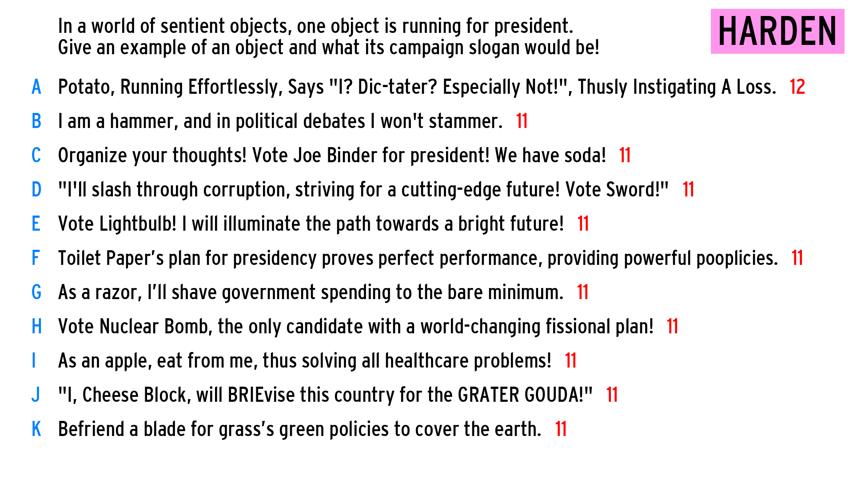 In a world of sentient objects, one object is running for president.
Give an example of an object and what its campaign slogan would be!
HARDEN
A Potato, Running Effortlessly, Says "I? Dic-tater? Especially Not!", Thusly Instigating A Loss. 12
B I am a hammer, and in political debates I won't stammer. 11
C Organize your thoughts! Vote Joe Binder for president! We have soda! 11
D "I'll slash through corruption, striving for a cutting-edge future! Vote Sword!" 11
E Vote Lightbulb! I will illuminate the path towards a bright future! 11
F Toilet Paper’s plan for presidency proves perfect performance, providing powerful pooplicies. 11
G As a razor, I’ll shave government spending to the bare minimum. 11
H Vote Nuclear Bomb, the only candidate with a world-changing fissional plan! 11
I As an apple, eat from me, thus solving all healthcare problems! 11
J "I, Cheese Block, will BRIEvise this country for the GRATER GOUDA!" 11
K Befriend a blade for grass’s green policies to cover the earth. 11